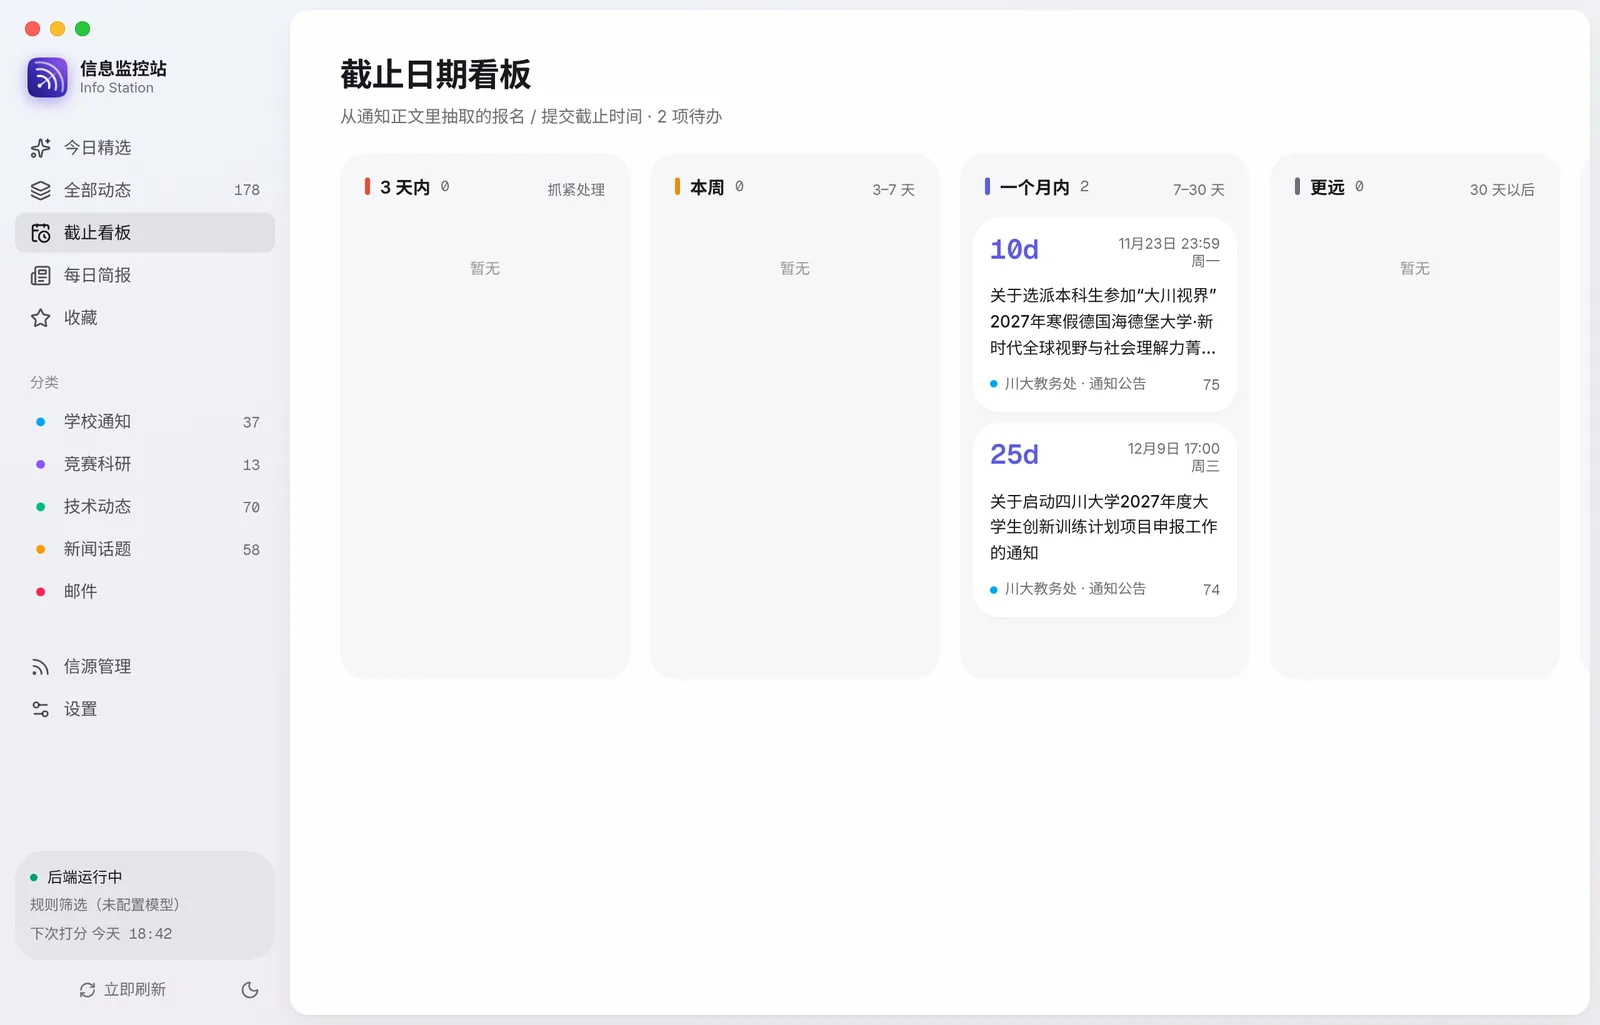 信息监控站
Info Station
今日精选
全部动态 178
截止看板
每日简报
收藏
分类
学校通知 37
竞赛科研 13
技术动态 70
新闻话题 58
邮件
信源管理
设置
后端运行中
规则筛选（未配置模型）
下次打分 今天 18:42
立即刷新
截止日期看板
从通知正文里抽取的报名 / 提交截止时间 · 2 项待办
3 天内 0 抓紧处理
暂无
本周 0 3–7 天
暂无
一个月内 2 7–30 天
10d 11月23日 23:59
周一
关于选派本科生参加“大川视界”
2027年寒假德国海德堡大学·新
时代全球视野与社会理解力菁...
川大教务处 · 通知公告 75
25d 12月9日 17:00
周三
关于启动四川大学2027年度大
学生创新训练计划项目申报工作
的通知
川大教务处 · 通知公告 74
更远 0 30 天以后
暂无